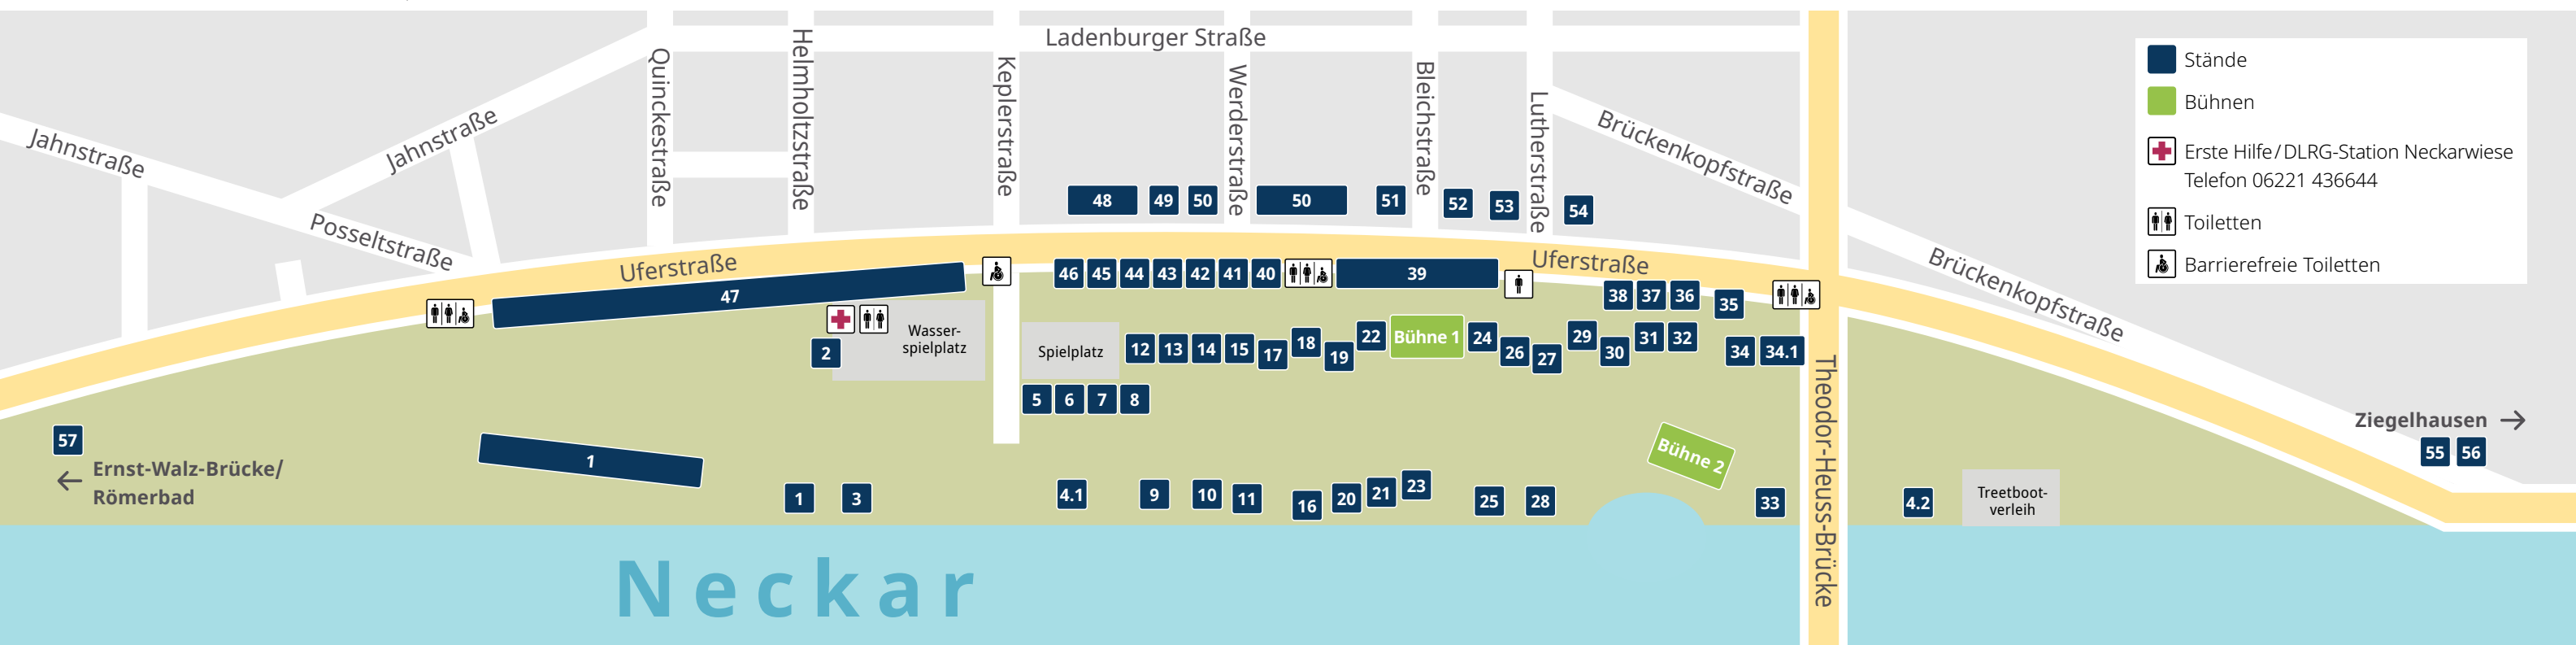 Ladenburger Straße
Jahnstraße
Jahnstraße
Posseltstraße
Quinckestraße
Helmholtzstraße
Keplerstraße
Werderstraße
Bleichstraße
Lutherstraße
Brückenkopfstraße
Brückenkopfstraße
Stände
Bühnen
Erste Hilfe/DLRG-Station Neckarwiese
Telefon 06221 436644
Toiletten
Barrierefreie Toiletten
48 49 50 50 51 52 53 54
Uferstraße
Uferstraße
47
46 45 44 43 42 41 40 39
38 37 36 35
2
Wasser-
spielplatz
Spielplatz
12 13 14 15 17 18 19 22
Bühne 1
24 26 27 29 30 31 32 34 34.1
5 6 7 8
Theodor-Heuss-Brücke
57
Ernst-Walz-Brücke/
Römerbad
1
1 3 4.1 9 10 11 16 20 21 23 25 28
Bühne 2
33
4.2
Treetboot-
verleih
Ziegelhausen
55 56
Neckar